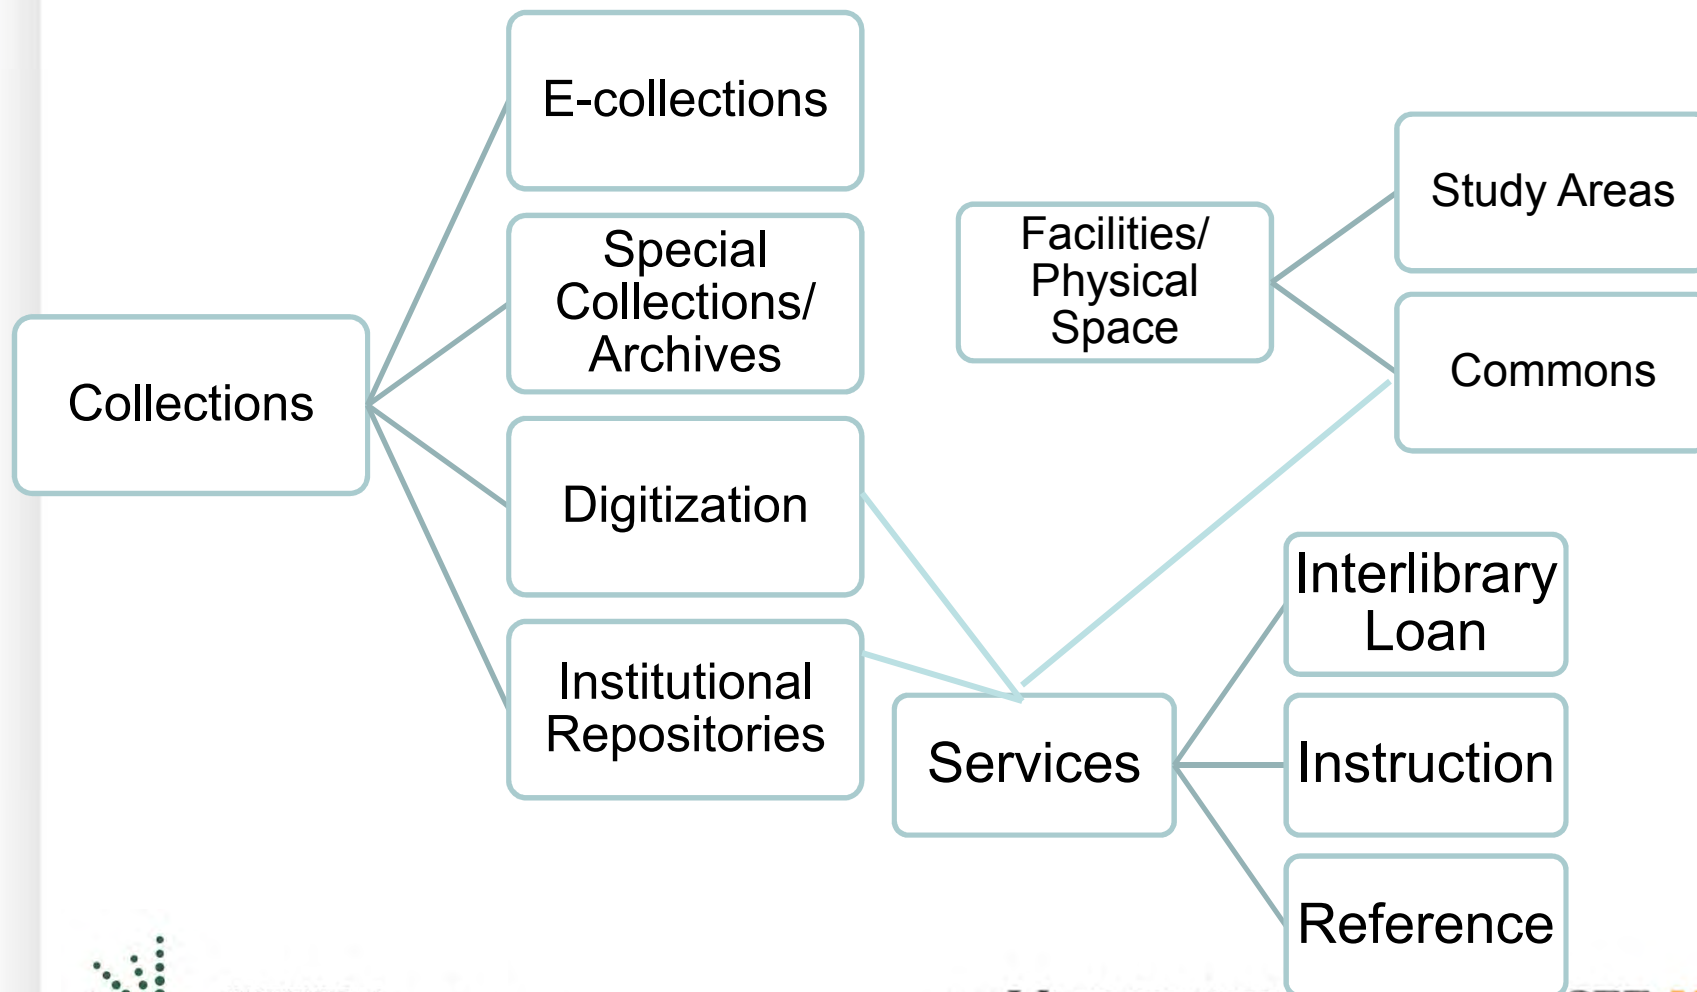 E-collections
Special
Collections/
Archives
Collections
Digitization
Institutional
Repositories
Facilities/
Physical
Space
Study Areas
Commons
Services
Interlibrary
Loan
Instruction
Reference